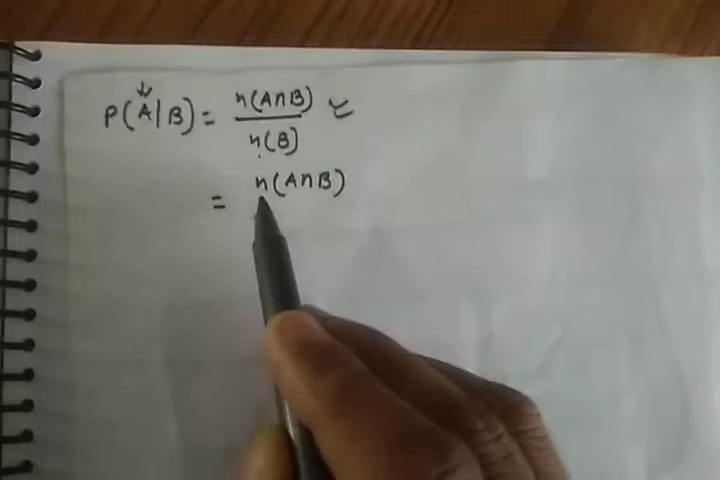 P(A|B) = n(A∩B) / n(B)
= n(A∩B)